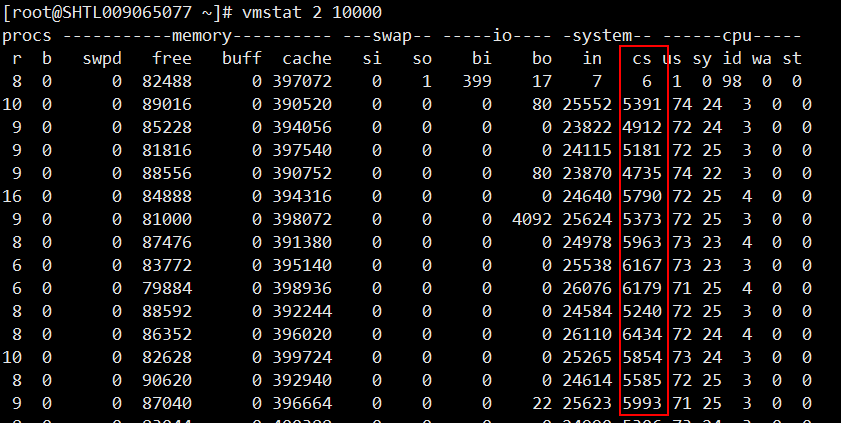 [root@SHTL009065077 ~]# vmstat 2 10000
procs -----------memory---------- ---swap-- -----io---- -system-- ------cpu-----
 r  b   swpd   free   buff  cache   si   so    bi    bo   in   cs us sy id wa st
 8  0      0  82488      0 397072    0    1   399    17    7    6  1  0 98  0  0
10  0      0  89016      0 390520    0    0     0    80 25552 5391 74 24  3  0  0
 9  0      0  85228      0 394056    0    0     0     0 23822 4912 72 24  3  0  0
 9  0      0  81816      0 397540    0    0     0     0 24115 5181 72 25  3  0  0
 9  0      0  88556      0 390752    0    0     0    80 23870 4735 74 22  3  0  0
16  0      0  84888      0 394316    0    0     0     0 24640 5790 72 25  4  0  0
 9  0      0  81000      0 398072    0    0     0  4092 25624 5373 72 25  3  0  0
 8  0      0  87476      0 391380    0    0     0     0 24978 5963 73 23  4  0  0
 6  0      0  83772      0 395140    0    0     0     0 25538 6167 73 23  3  0  0
 6  0      0  79884      0 398936    0    0     0     0 26076 6179 71 25  4  0  0
 8  0      0  88592      0 392244    0    0     0     0 24584 5240 72 25  3  0  0
 8  0      0  86352      0 396020    0    0     0     0 26110 6434 72 24  4  0  0
10  0      0  82628      0 399724    0    0     0     0 25265 5854 73 24  3  0  0
 8  0      0  90620      0 392940    0    0     0     0 24614 5585 72 25  3  0  0
 9  0      0  87040      0 396664    0    0     0    22 25623 5993 71 25  3  0  0